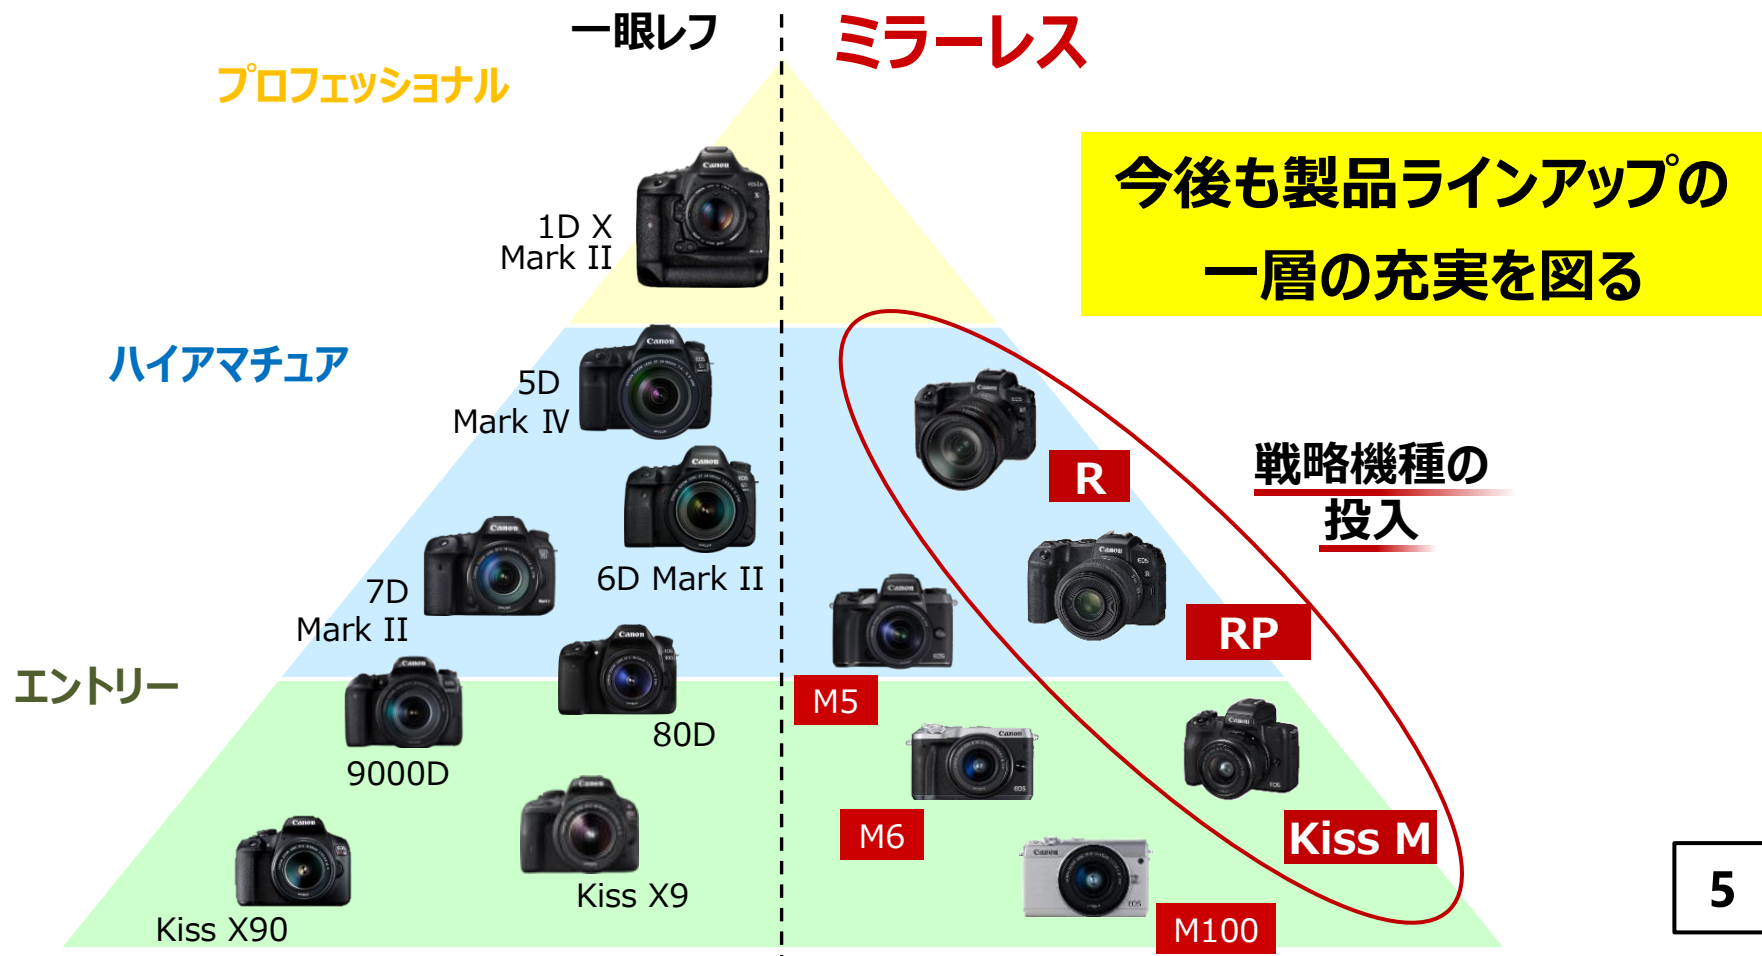 一眼レフ
ミラーレス
プロフェッショナル
今後も製品ラインアップの
一層の充実を図る
1D X
Mark II
ハイアマチュア
5D
Mark Ⅳ
R
戦略機種の
投入
6D Mark II
7D
Mark II
RP
エントリー
M5
80D
9000D
M6
Kiss M
Kiss X9
Kiss X90
M100
5